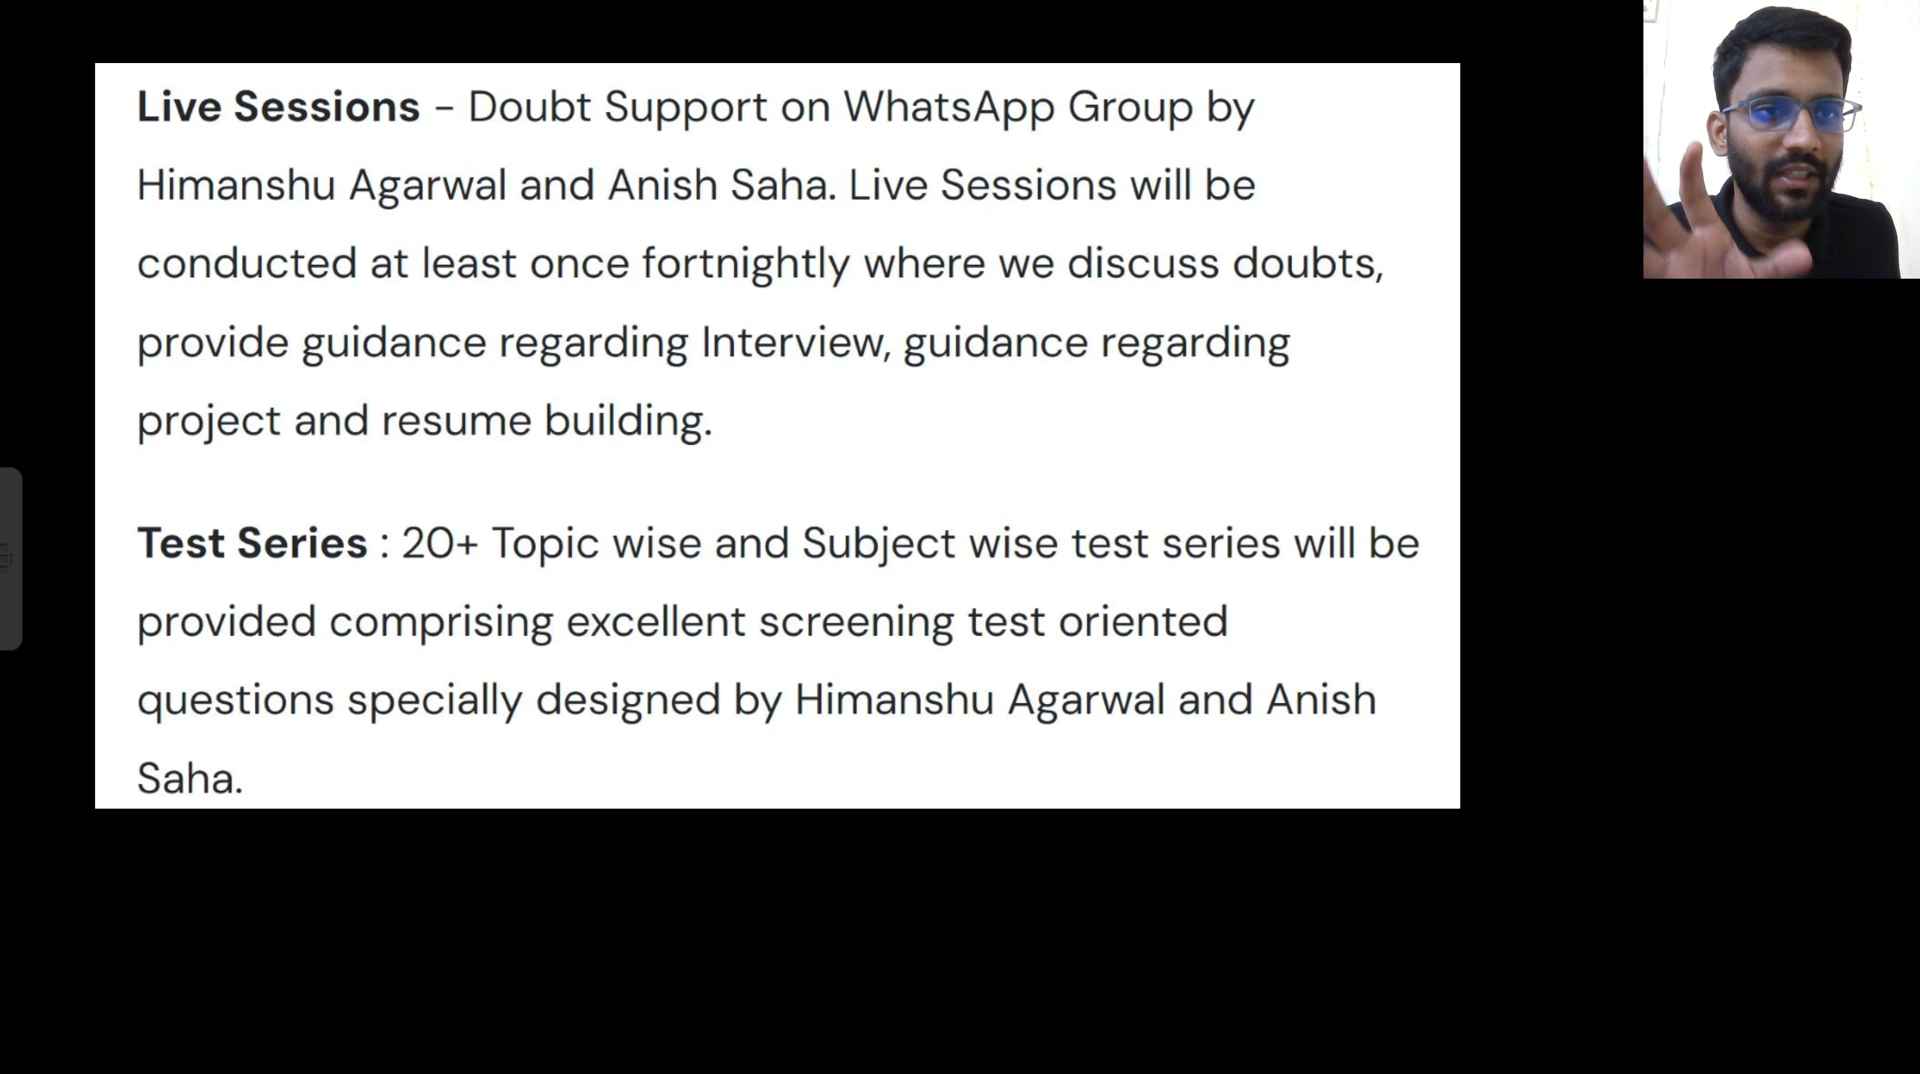 Live Sessions – Doubt Support on WhatsApp Group by
Himanshu Agarwal and Anish Saha. Live Sessions will be
conducted at least once fortnightly where we discuss doubts,
provide guidance regarding Interview, guidance regarding
project and resume building.
Test Series : 20+ Topic wise and Subject wise test series will be
provided comprising excellent screening test oriented
questions specially designed by Himanshu Agarwal and Anish
Saha.